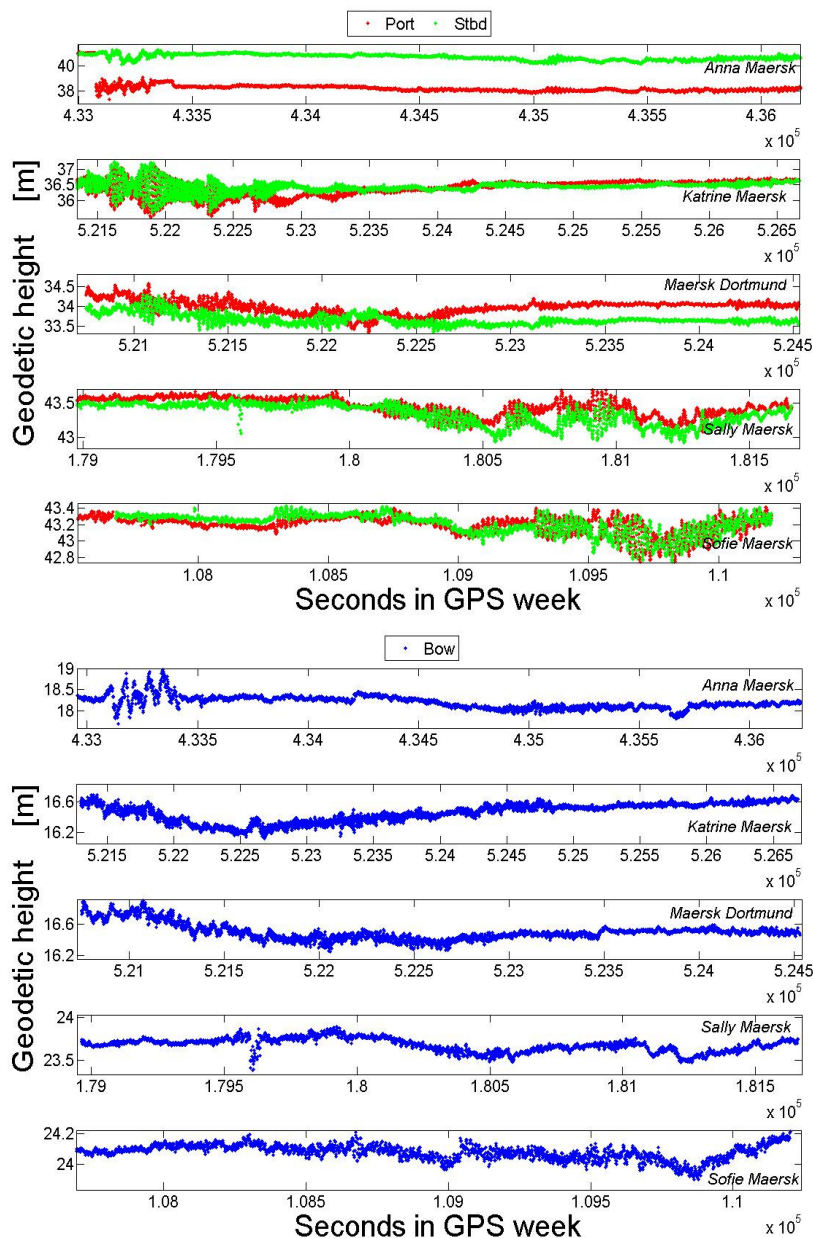 Port Stbd
40
38
Anna Maersk
4.33 4.335 4.34 4.345 4.35 4.355 4.36
x 10^5
37
36.5
36
Katrine Maersk
5.215 5.22 5.225 5.23 5.235 5.24 5.245 5.25 5.255 5.26 5.265
x 10^5
34.5
34
33.5
Maersk Dortmund
5.21 5.215 5.22 5.225 5.23 5.235 5.24 5.245
x 10^5
43.5
43
Sally Maersk
1.79 1.795 1.8 1.805 1.81 1.815
x 10^5
43.4
43.2
43
42.8
Sofie Maersk
1.08 1.085 1.09 1.095 1.1
x 10^5
Geodetic height [m]
Seconds in GPS week
Bow
19
18.5
18
Anna Maersk
4.33 4.335 4.34 4.345 4.35 4.355 4.36
x 10^5
16.6
16.2
Katrine Maersk
5.215 5.22 5.225 5.23 5.235 5.24 5.245 5.25 5.255 5.26 5.265
x 10^5
16.6
16.2
Maersk Dortmund
5.21 5.215 5.22 5.225 5.23 5.235 5.24 5.245
x 10^5
24
23.5
Sally Maersk
1.79 1.795 1.8 1.805 1.81 1.815
x 10^5
24.2
24
Sofie Maersk
1.08 1.085 1.09 1.095 1.1
x 10^5
Geodetic height [m]
Seconds in GPS week